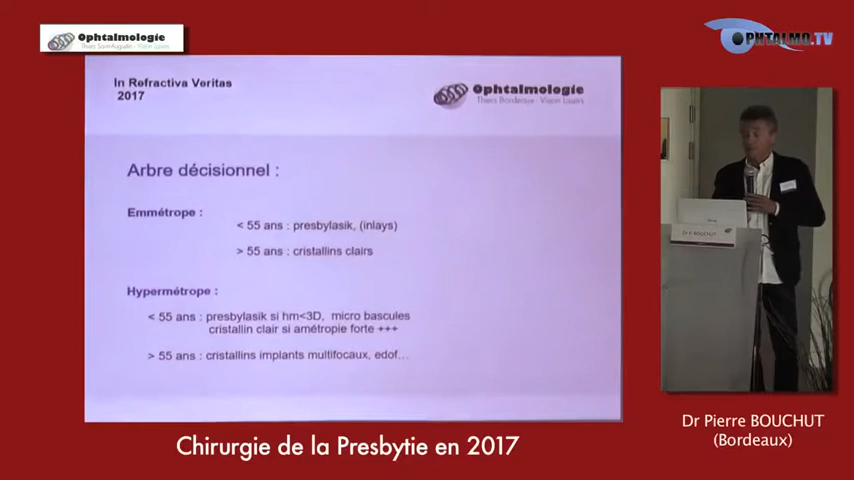 Ophtalmologie
Thiers Saint-Augustin - Vision Laser
OPHTALMO.TV
In Refractiva Veritas
2017
Ophtalmologie
Thiers Bordeaux - Vision Lasers
Arbre décisionnel :
Emmétrope :
< 55 ans : presbylasik, (inlays)
> 55 ans : cristallins clairs
Hypermétrope :
< 55 ans : presbylasik si hm<3D, micro bascules
cristallin clair si amétropie forte +++
> 55 ans : cristallins implants multifocaux, edof...
Dr P. BOUCHUT
Dr Pierre BOUCHUT
(Bordeaux)
Chirurgie de la Presbytie en 2017